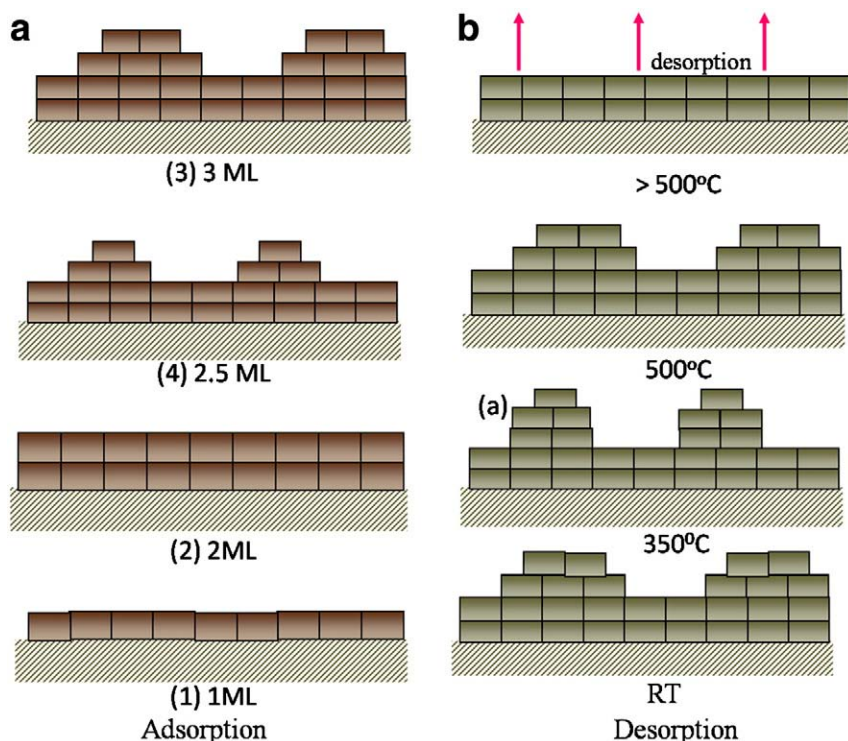 a
(3) 3 ML
(4) 2.5 ML
(2) 2ML
(1) 1ML
Adsorption
b
desorption
> 500°C
500°C
(a)
350⁰C
RT
Desorption